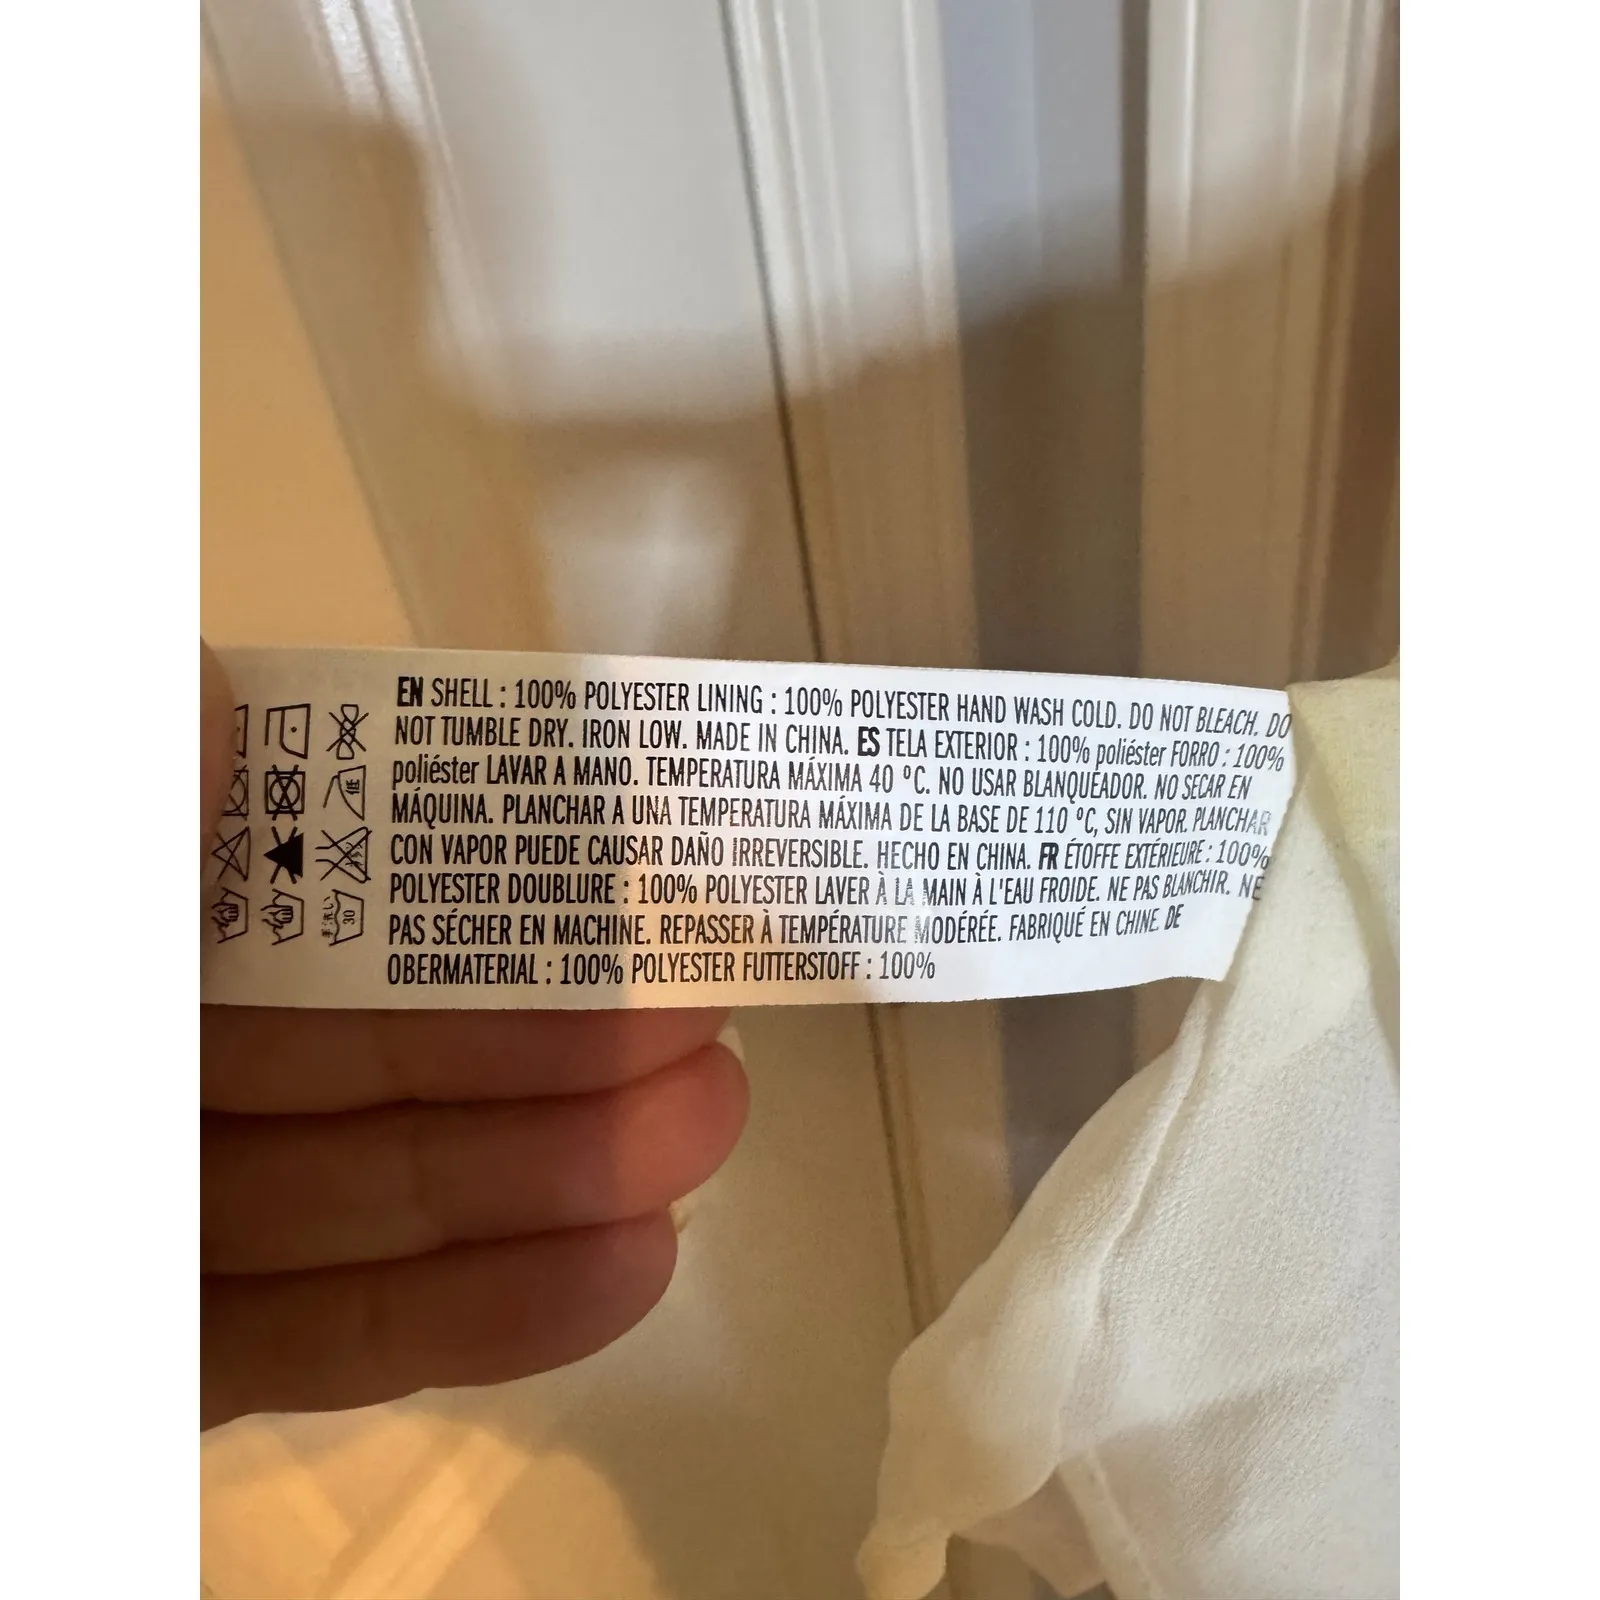 EN SHELL : 100% POLYESTER LINING : 100% POLYESTER HAND WASH COLD. DO NOT BLEACH. DO
NOT TUMBLE DRY. IRON LOW. MADE IN CHINA. ES TELA EXTERIOR : 100% poliéster FORRO : 100%
poliéster LAVAR A MANO. TEMPERATURA MÁXIMA 40 °C. NO USAR BLANQUEADOR. NO SECAR EN
MÁQUINA. PLANCHAR A UNA TEMPERATURA MÁXIMA DE LA BASE DE 110 °C, SIN VAPOR. PLANCHAR
CON VAPOR PUEDE CAUSAR DAÑO IRREVERSIBLE. HECHO EN CHINA. FR ÉTOFFE EXTÉRIEURE : 100%
POLYESTER DOUBLURE : 100% POLYESTER LAVER À LA MAIN À L'EAU FROIDE. NE PAS BLANCHIR. NE
PAS SÉCHER EN MACHINE. REPASSER À TEMPÉRATURE MODÉRÉE. FABRIQUÉ EN CHINE. DE
OBERMATERIAL : 100% POLYESTER FUTTERSTOFF : 100%
低
手洗い
30